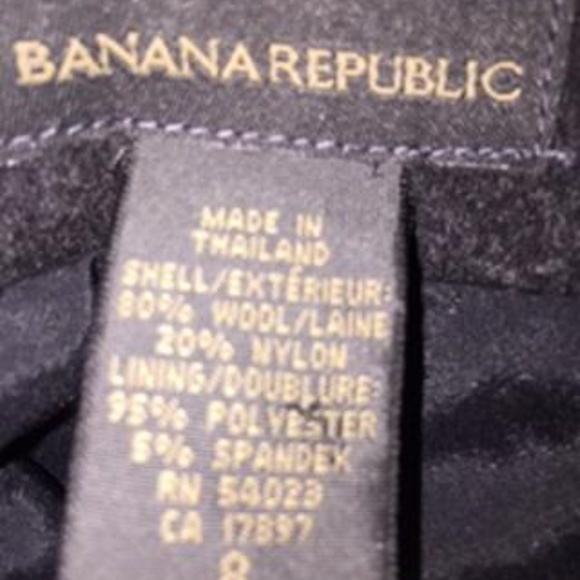 BANANA REPUBLIC
MADE IN
THAILAND
SHELL/EXTÉRIEUR:
80% WOOL/LAINE
20% NYLON
LINING/DOUBLURE:
95% POLYESTER
5% SPANDEX
RN 54023
CA 17897
8